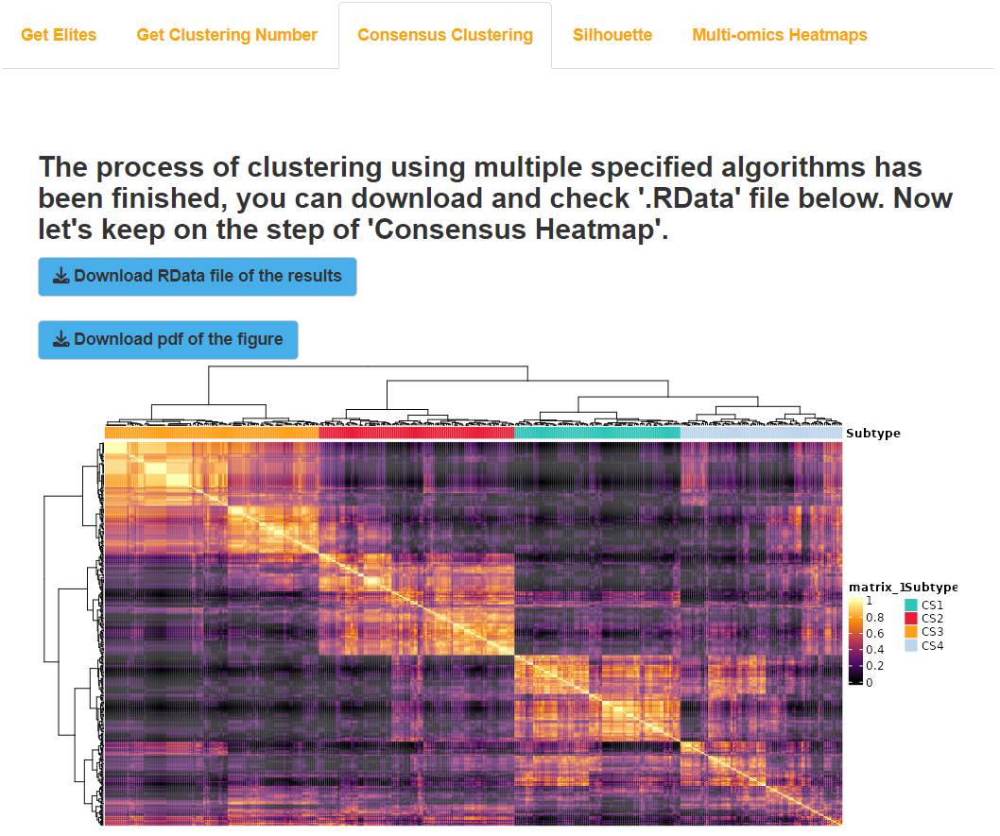 Get Elites Get Clustering Number Consensus Clustering Silhouette Multi-omics Heatmaps
The process of clustering using multiple specified algorithms has
been finished, you can download and check '.RData' file below. Now
let's keep on the step of 'Consensus Heatmap'.
Download RData file of the results
Download pdf of the figure
Subtype
matrix_1 Subtype
1 CS1
0.8 CS2
0.6 CS3
0.4 CS4
0.2
0